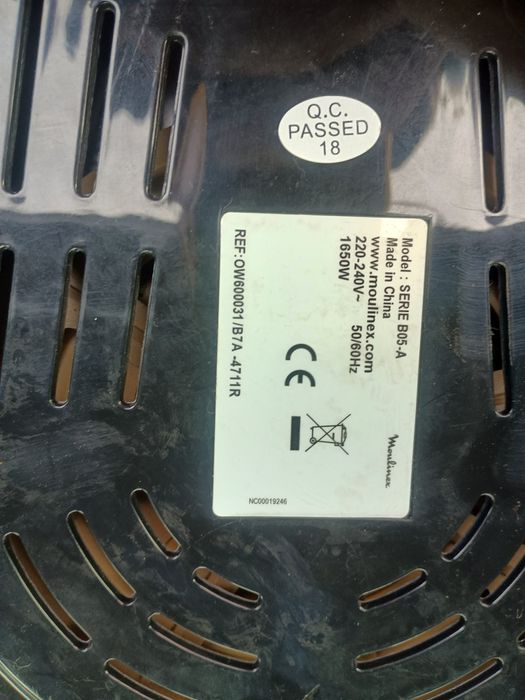 Q.C.
PASSED
18
Model : SERIE B05-A
Made in China
www.moulinex.com
220-240V~ 50/60Hz
1650W
REF:OW600031/B7A -4711R
CE
Moulinex
NC00019246